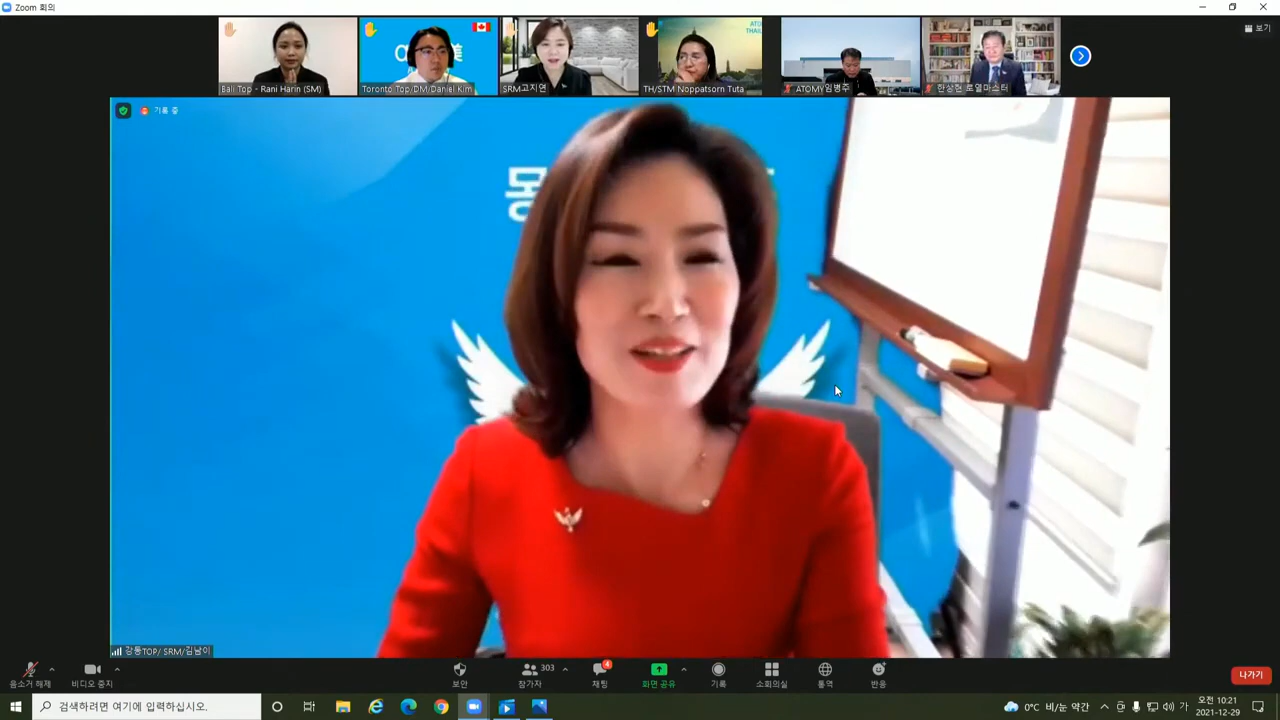 Zoom 회의
보기
Bali Top - Rani Harin (SM)
Toronto Top/DM/Daniel Kim
SRM고지연
TH/STM Noppatsorn Tuta
ATOMY임병주
한상현 로열마스터
기록 중
몽
강동TOP/ SRM/김남이
음소거 해제
비디오 중지
보안
참가자
303
채팅
4
화면 공유
기록
소회의실
통역
반응
나가기
검색하려면 여기에 입력하십시오.
0°C 비/눈 약간
가
오전 10:21
2021-12-29